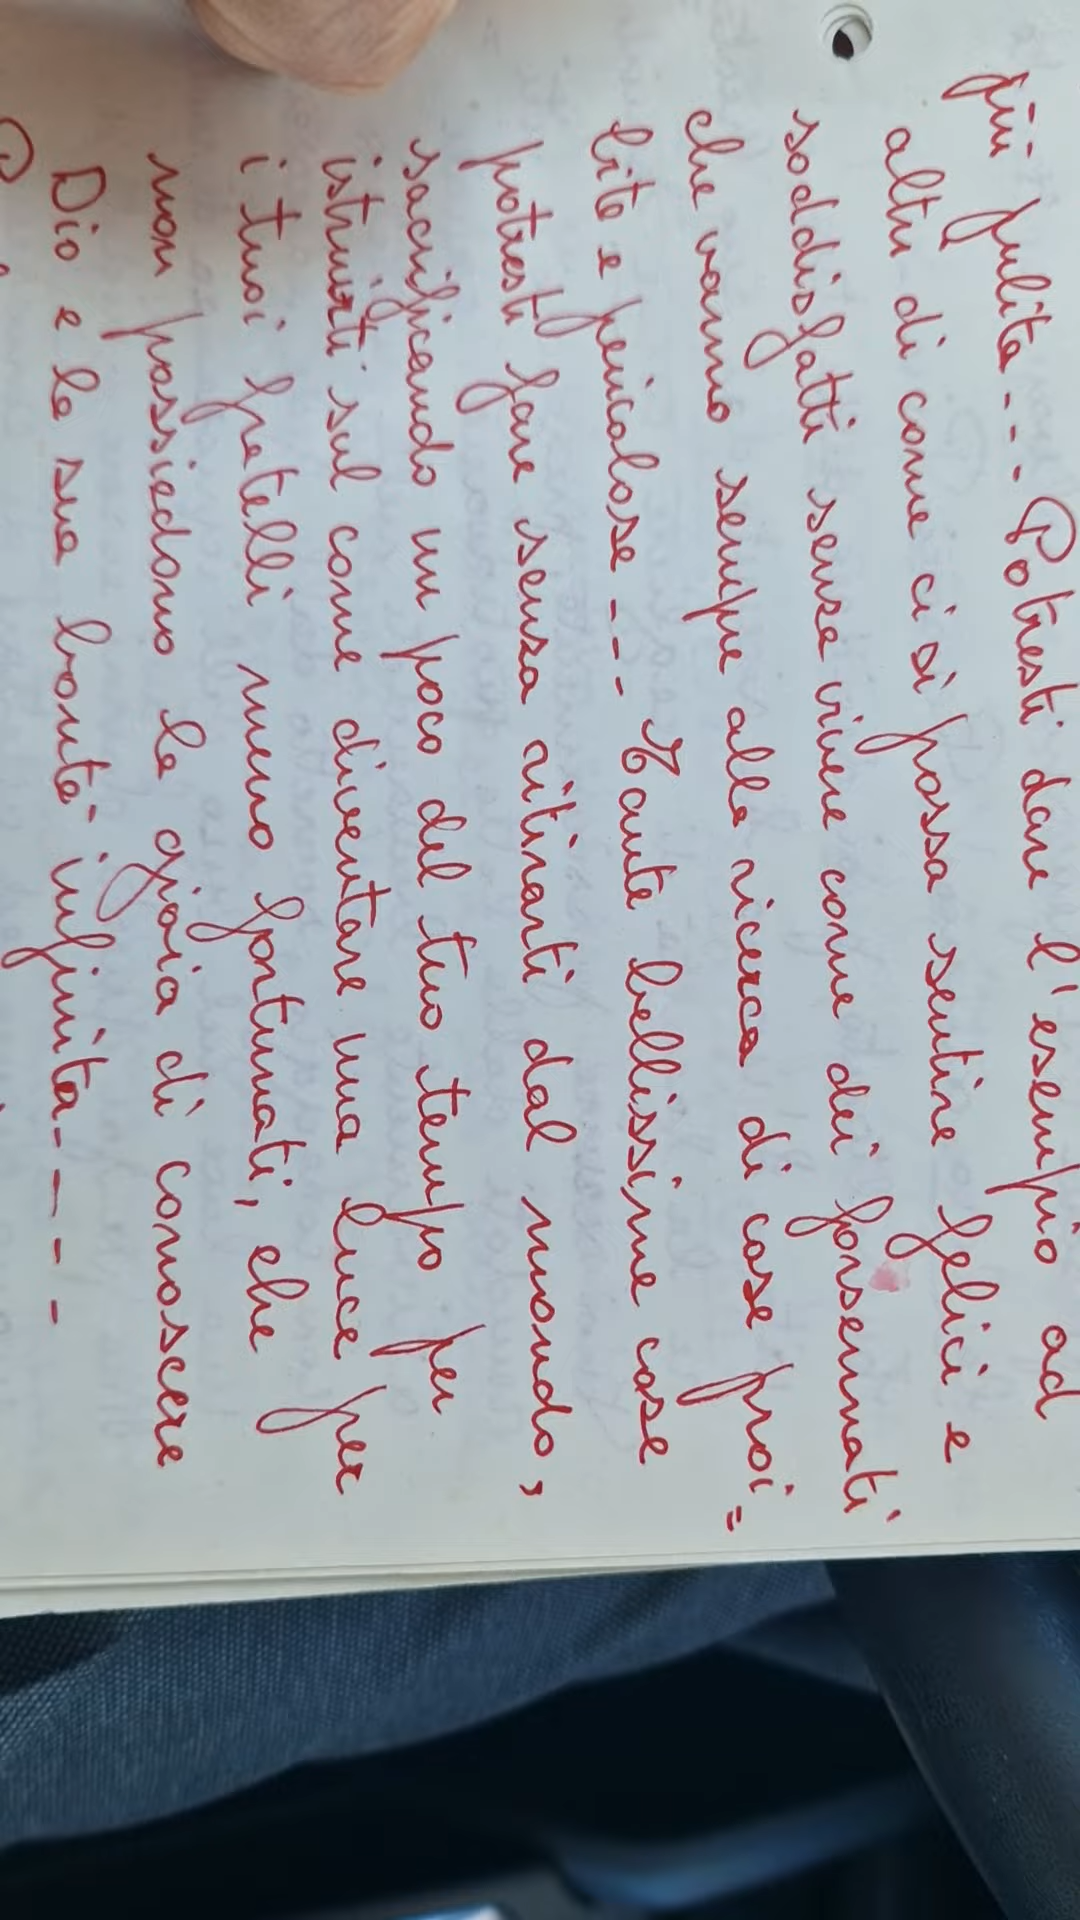 più pulita--- Potresti dare l'esempio ad
altri di come ci si possa sentire felici e
soddisfatti senza vivere come dei forsennati
che vanno sempre alla ricerca di cose proi=
bite e pericolose --- Tante bellissime cose
potresti fare senza ritirarti dal mondo,
sacrificando un poco del tuo tempo per
istruirti sul come diventare una luce per
i tuoi fratelli meno fortunati, che
non possiedono la gioia di conoscere
Dio e la sua bontà infinita----